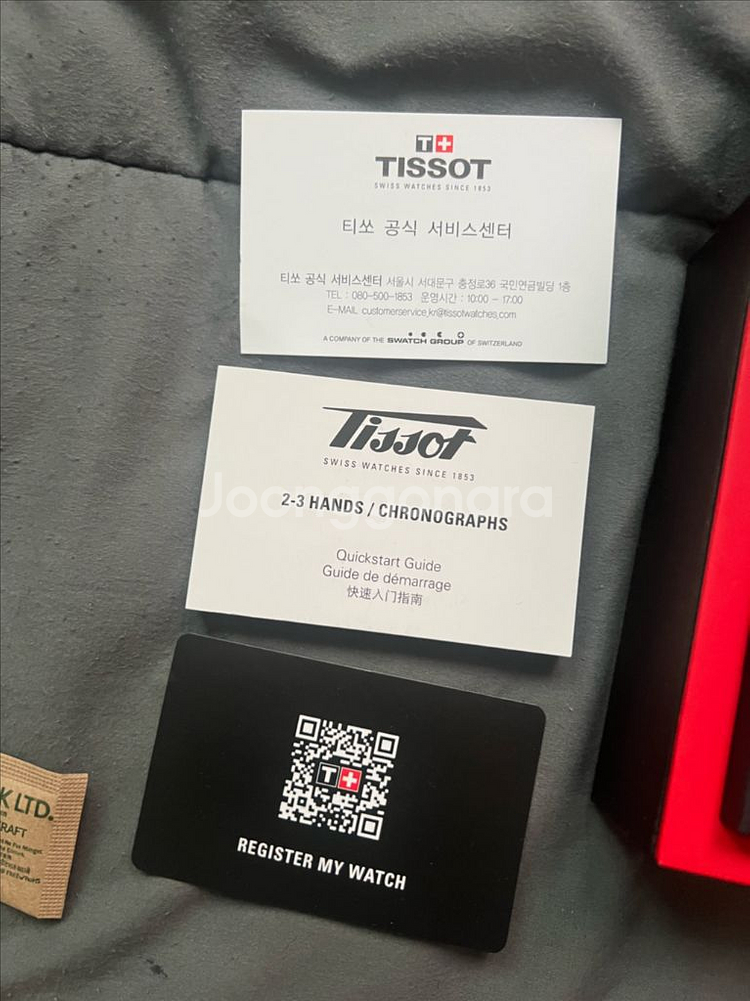 T+
TISSOT
SWISS WATCHES SINCE 1853
티쏘 공식 서비스센터
티쏘 공식 서비스센터 서울시 서대문구 충정로36 국민연금빌딩 1층
TEL : 080-500-1853 운영시간 : 10:00 - 17:00
E-MAIL customerservice.kr@tissotwatches.com
A COMPANY OF THE SWATCH GROUP OF SWITZERLAND
Tissot
SWISS WATCHES SINCE 1853
Joonggonara
2-3 HANDS / CHRONOGRAPHS
Quickstart Guide
Guide de démarrage
快速入门指南
T+
REGISTER MY WATCH
K LTD.
RAFT